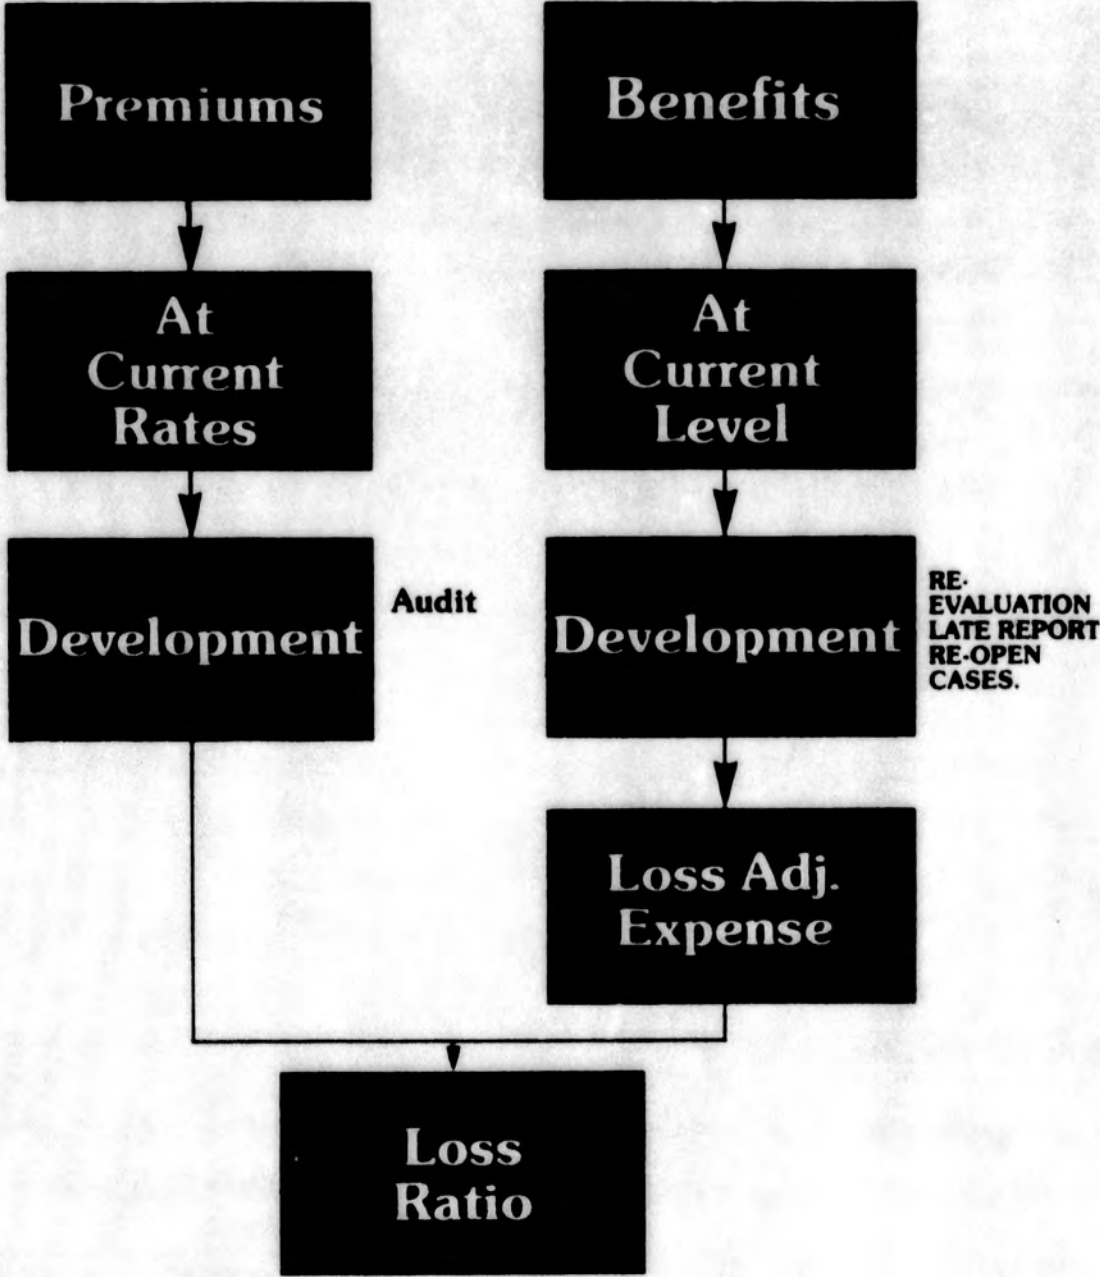 Premiums
Benefits
At
Current
Rates
At
Current
Level
Development
Audit
Development
RE-
EVALUATION
LATE REPORT
RE-OPEN
CASES.
Loss Adj.
Expense
Loss
Ratio